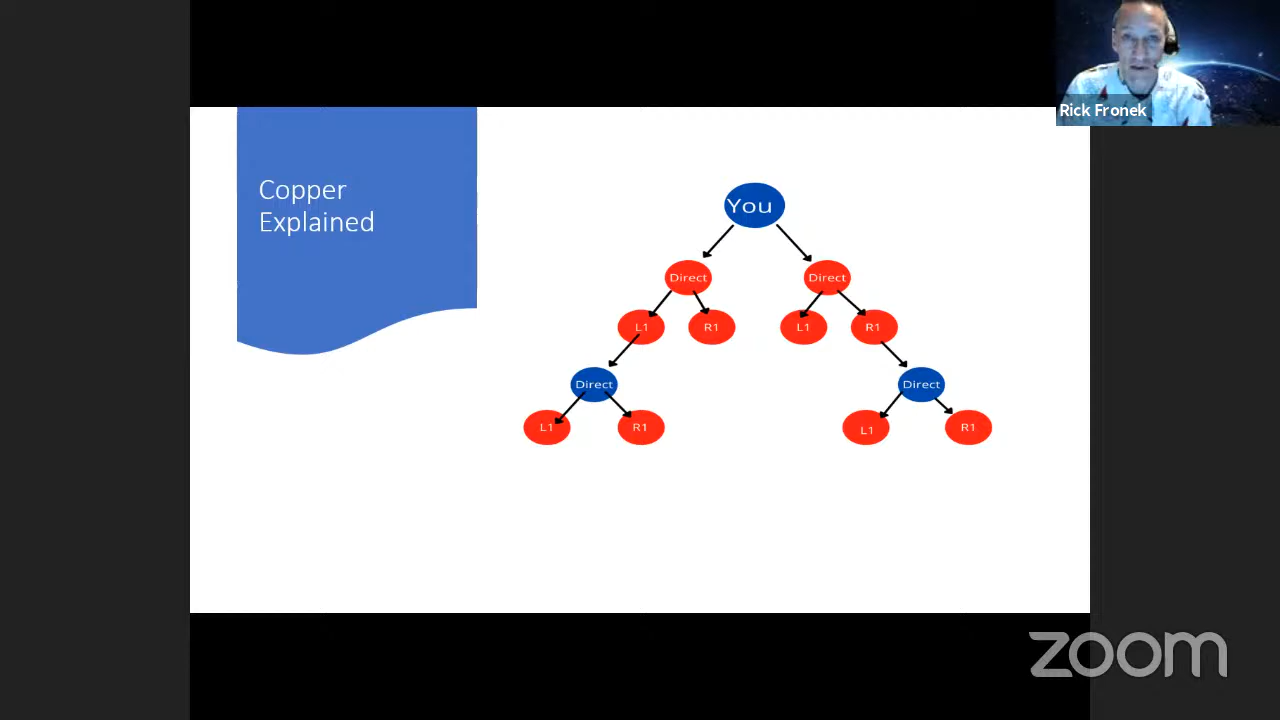 Rick Fronek
Copper
Explained
You
Direct
Direct
L1
R1
L1
R1
Direct
Direct
L1
R1
L1
R1
zoom